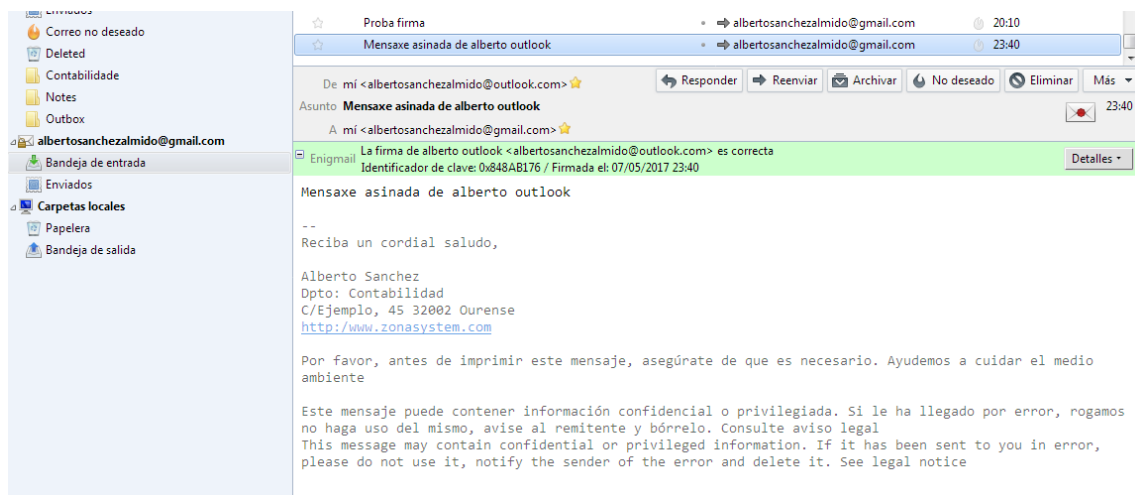 Correo no deseado
Deleted
Contabilidade
Notes
Outbox
albertosanchezalmido@gmail.com
Bandeja de entrada
Enviados
Carpetas locales
Papelera
Bandeja de salida
Proba firma albertosanchezalmido@gmail.com 20:10
Mensaxe asinada de alberto outlook albertosanchezalmido@gmail.com 23:40
De mí <albertosanchezalmido@outlook.com> Responder Reenviar Archivar No deseado Eliminar Más
Asunto Mensaxe asinada de alberto outlook 23:40
A mí <albertosanchezalmido@gmail.com>
Enigmail La firma de alberto outlook <albertosanchezalmido@outlook.com> es correcta
Identificador de clave: 0x848AB176 / Firmada el: 07/05/2017 23:40 Detalles
Mensaxe asinada de alberto outlook
--
Reciba un cordial saludo,
Alberto Sanchez
Dpto: Contabilidad
C/Ejemplo, 45 32002 Ourense
http:/www.zonasystem.com
Por favor, antes de imprimir este mensaje, asegúrate de que es necesario. Ayudemos a cuidar el medio
ambiente
Este mensaje puede contener información confidencial o privilegiada. Si le ha llegado por error, rogamos
no haga uso del mismo, avise al remitente y bórrelo. Consulte aviso legal
This message may contain confidential or privileged information. If it has been sent to you in error,
please do not use it, notify the sender of the error and delete it. See legal notice